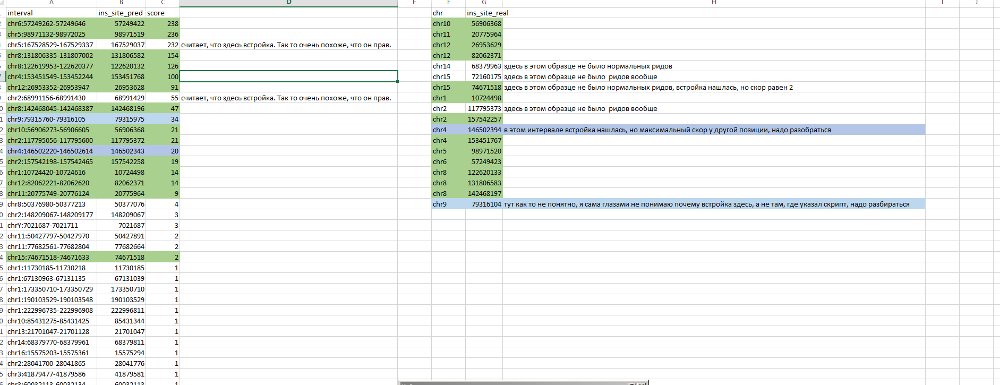 A B C D E F G H I J
interval ins_site_pred score chr ins_site_real
chr6:57249262-57249646 57249422 238 chr10 56906368
chr5:98971132-98972025 98971519 236 chr11 20775964
chr5:167528529-167529337 167529037 232 считает, что здесь встройка. Так то очень похоже, что он прав. chr12 26953629
chr8:131806335-131807002 131806582 154 chr12 82062371
chr8:122619953-122620377 122620132 126 chr14 68379963 здесь в этом образце не было нормальных ридов
chr4:153451549-153452244 153451768 100 chr15 72160175 здесь в этом образце не было  ридов вообще
chr12:26953352-26953947 26953628 91 chr15 74671518 здесь в этом образце не было нормальных ридов, встройка нашлась, но скор равен 2
chr2:68991156-68991430 68991429 55 считает, что здесь встройка. Так то очень похоже, что он прав. chr1 10724498
chr8:142468045-142468387 142468196 47 chr2 117795373 здесь в этом образце не было  ридов вообще
chr9:79315760-79316105 79315975 34 chr2 157542257
chr10:56906273-56906605 56906368 21 chr4 146502394 в этом интервале встройка нашлась, но максимальный скор у другой позиции, надо разобраться
chr2:117795056-117795600 117795372 21 chr4 153451767
chr4:146502220-146502614 146502343 20 chr5 98971520
chr2:157542198-157542465 157542258 19 chr6 57249423
chr1:10724420-10724616 10724498 14 chr8 122620133
chr12:82062221-82062620 82062371 14 chr8 131806583
chr11:20775749-20776124 20775964 9 chr8 142468197
chr8:50376980-50377213 50377076 4 chr9 79316104 тут как то не понятно, я сама глазами не понимаю почему встройка здесь, а не там, где указал скрипт, надо разбираться
chr2:148209067-148209177 148209067 3
chrY:7021687-7021711 7021687 3
chr11:50427797-50427970 50427891 2
chr11:77682561-77682804 77682664 2
chr15:74671518-74671633 74671518 2
chr1:11730185-11730218 11730185 1
chr1:67130963-67131135 67131039 1
chr1:173350710-173350729 173350710 1
chr1:190103529-190103548 190103529 1
chr1:222996735-222996908 222996811 1
chr10:85431275-85431425 85431344 1
chr13:21701047-21701128 21701047 1
chr14:68379770-68379961 68379811 1
chr16:15575203-15575361 15575294 1
chr2:28041700-28041865 28041776 1
chr3:41879477-41879586 41879581 1
chr3:60032113-60032134 60032113 1